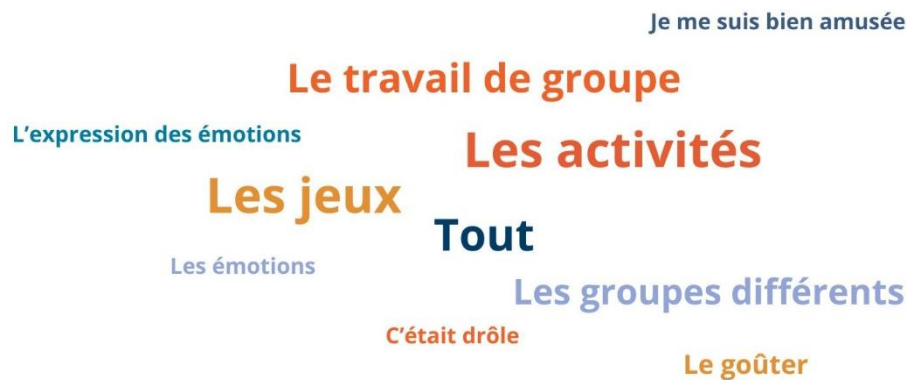 Je me suis bien amusée
Le travail de groupe
L'expression des émotions
Les activités
Les jeux
Tout
Les émotions
Les groupes différents
C'était drôle
Le goûter